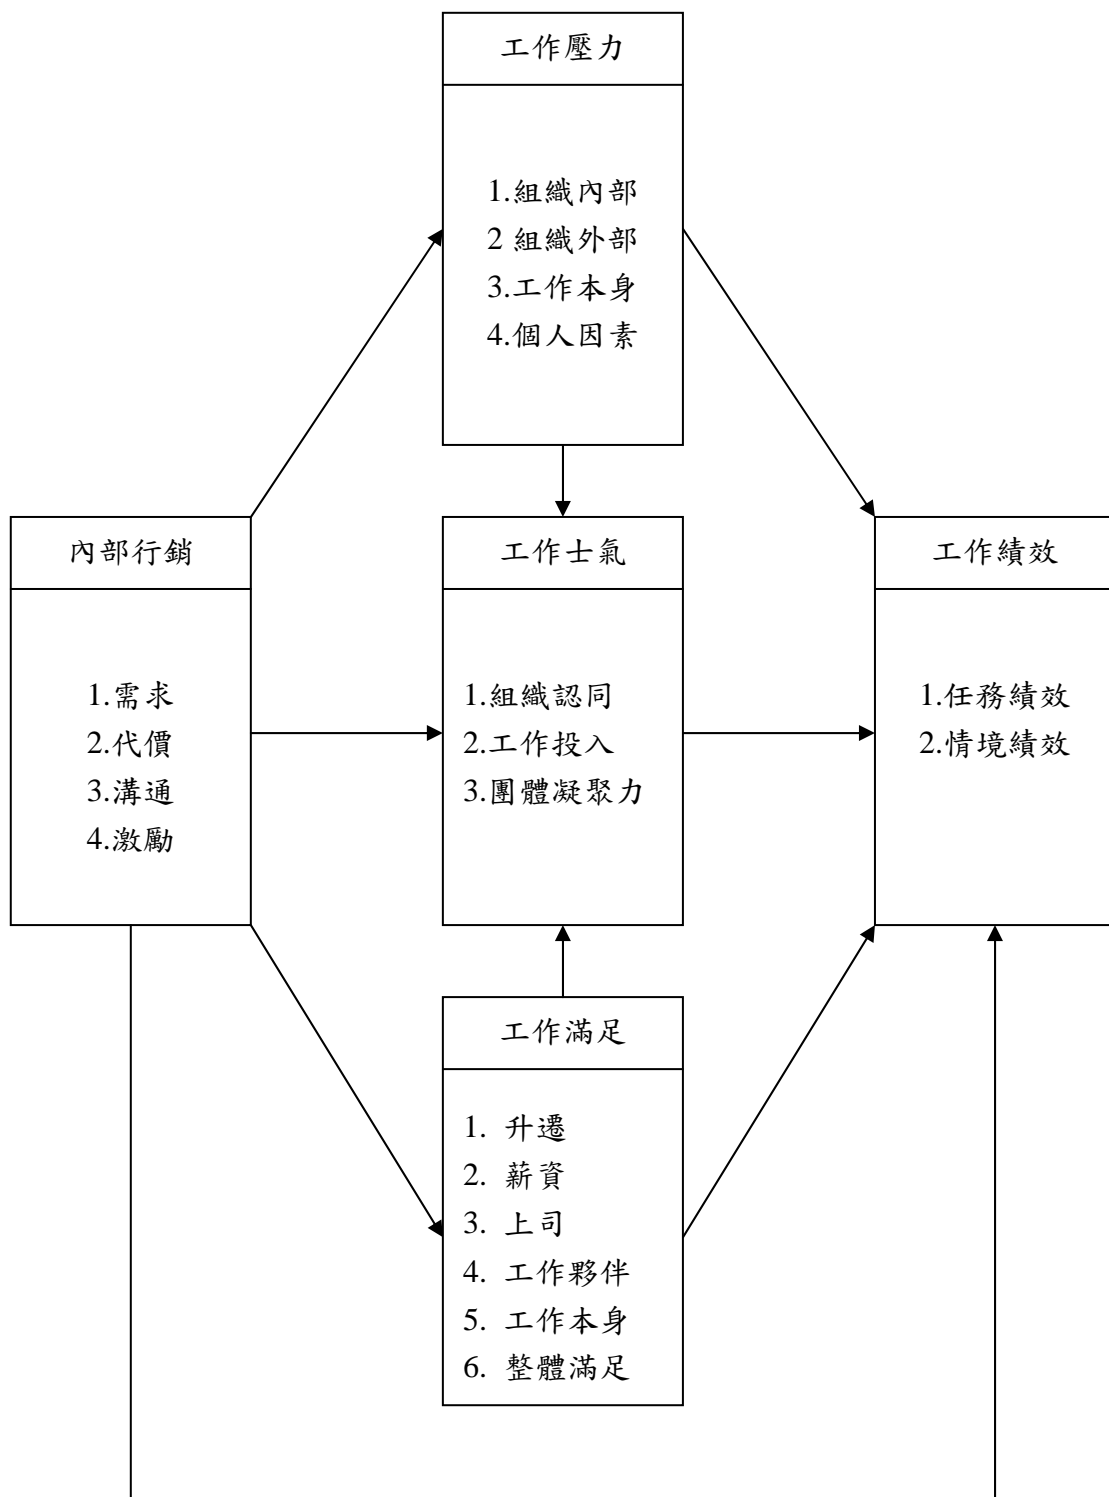 工作壓力
1.組織內部
2 組織外部
3.工作本身
4.個人因素
內部行銷
1.需求
2.代價
3.溝通
4.激勵
工作士氣
1.組織認同
2.工作投入
3.團體凝聚力
工作績效
1.任務績效
2.情境績效
工作滿足
1. 升遷
2. 薪資
3. 上司
4. 工作夥伴
5. 工作本身
6. 整體滿足